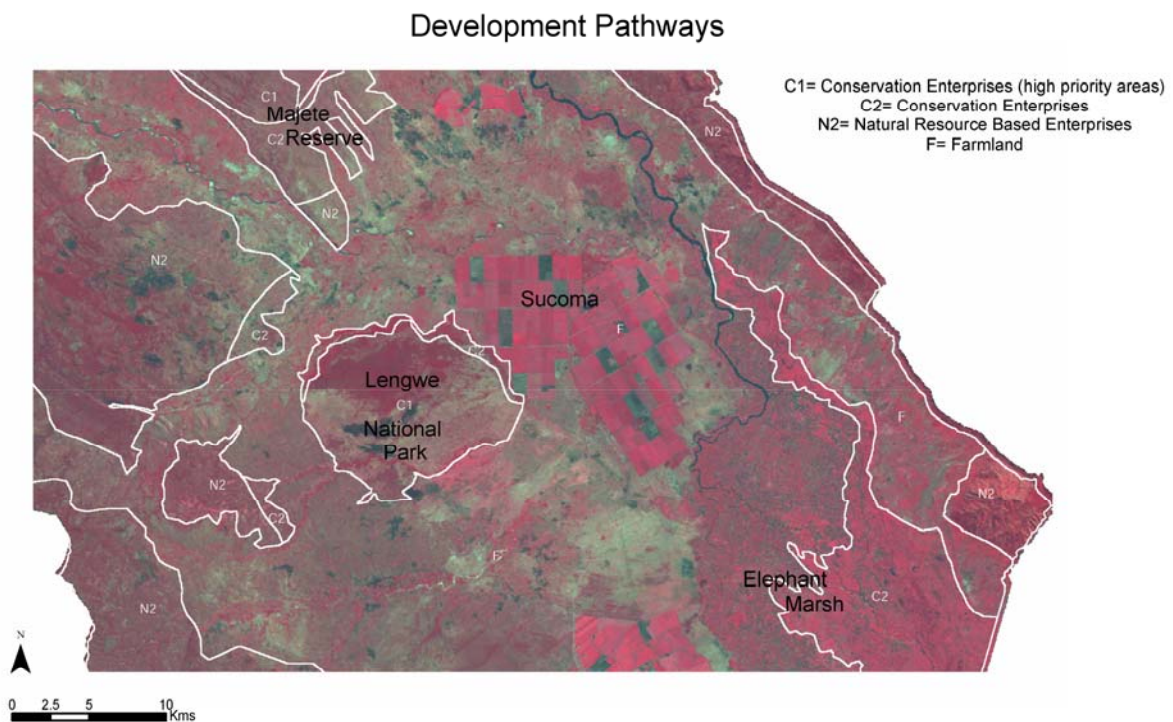 Development Pathways
C1= Conservation Enterprises (high priority areas)
C2= Conservation Enterprises
N2= Natural Resource Based Enterprises
F= Farmland
C1
Majete
Reserve
C2
N2
N2
N2
C2
Sucoma
F
C2
Lengwe
C1
National
Park
F
N2
C2
N2
F
Elephant
Marsh
C2
N2
N
0 2.5 5 10
Kms